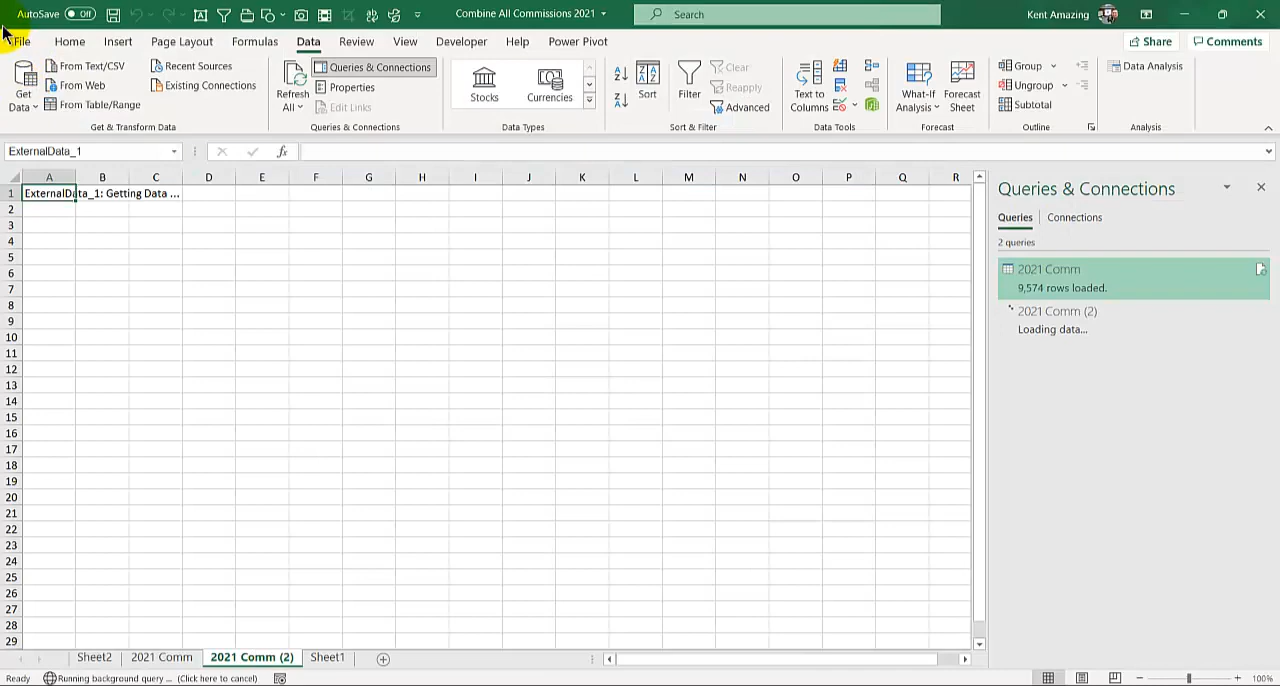 AutoSave Off Combine All Commissions 2021 Search Kent Amazing
File Home Insert Page Layout Formulas Data Review View Developer Help Power Pivot Share Comments
Get Data From Text/CSV From Web From Table/Range Recent Sources Existing Connections
Get & Transform Data
Refresh All Queries & Connections Properties Edit Links
Queries & Connections
Stocks Currencies
Data Types
Sort Filter Clear Reapply Advanced
Sort & Filter
Text to Columns
Data Tools
What-If Analysis Forecast Sheet
Forecast
Group Ungroup Subtotal
Outline
Data Analysis
Analysis
ExternalData_1 fx
A B C D E F G H I J K L M N O P Q R
1 ExternalData_1: Getting Data ...
2
3
4
5
6
7
8
9
10
11
12
13
14
15
16
17
18
19
20
21
22
23
24
25
26
27
28
29
Queries & Connections
Queries Connections
2 queries
2021 Comm
9,574 rows loaded.
2021 Comm (2)
Loading data...
Sheet2 2021 Comm 2021 Comm (2) Sheet1
Ready Running background query ... (Click here to cancel) 100%